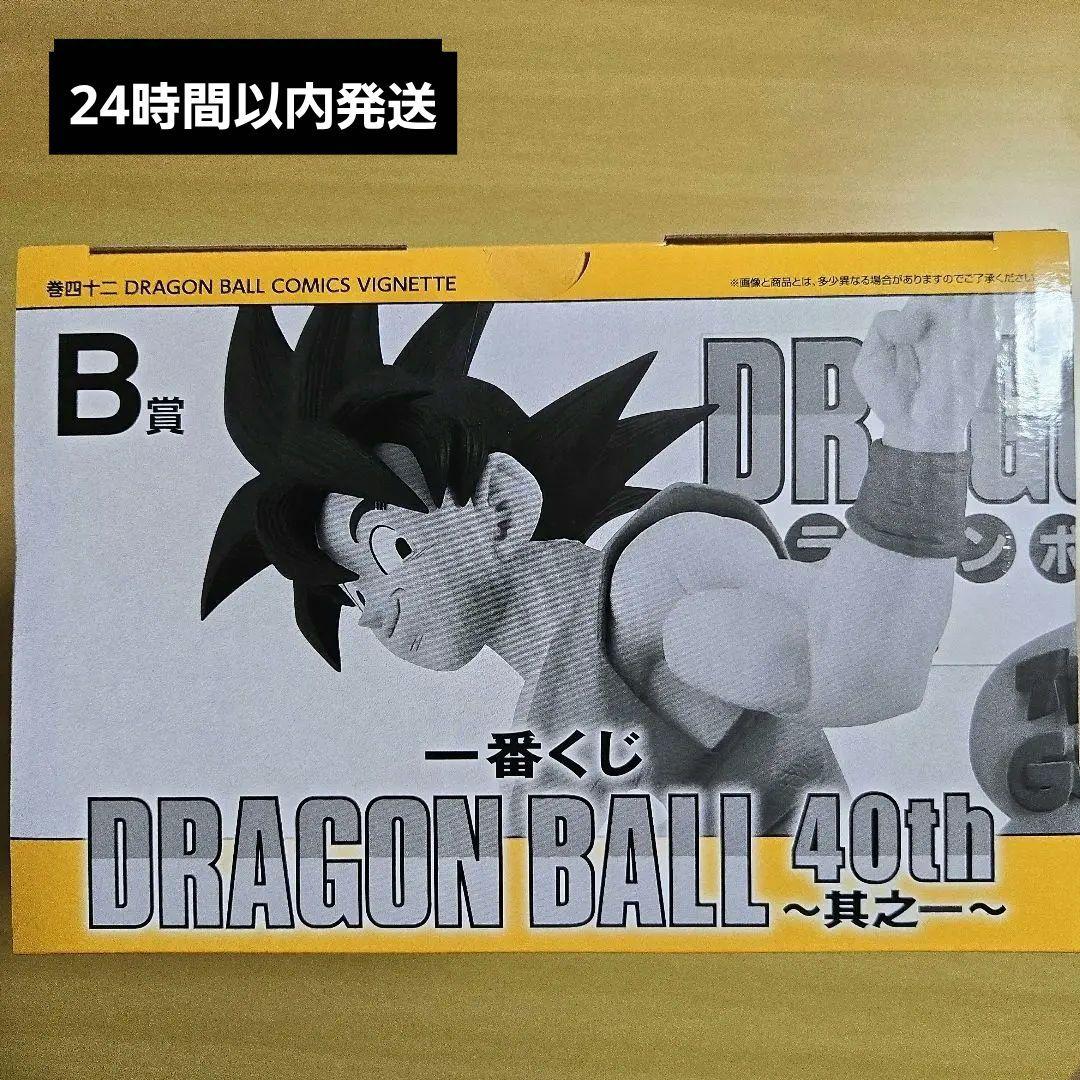 24時間以内発送
巻四十二 DRAGON BALL COMICS VIGNETTE
※画像と商品とは、多少異なる場合がありますのでご了承ください
B賞
一番くじ
DRAGON BALL 40th
～其之一～